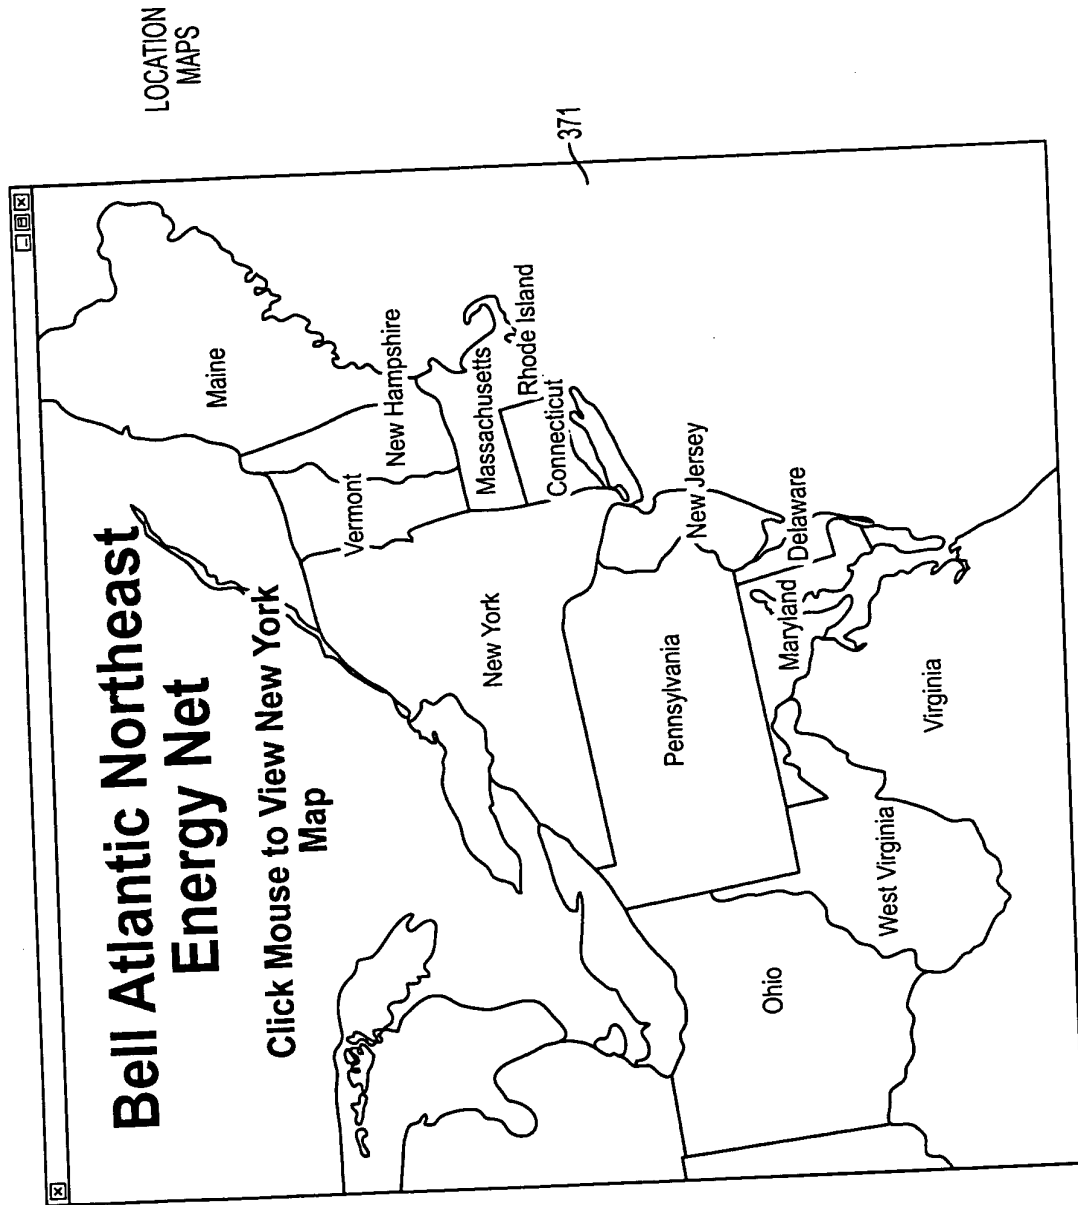 LOCATION
MAPS
Bell Atlantic Northeast
Energy Net
Click Mouse to View New York
Map
Maine
Vermont
New Hampshire
Massachusetts
Rhode Island
Connecticut
New York
New Jersey
Pennsylvania
Delaware
Maryland
Ohio
West Virginia
Virginia
371